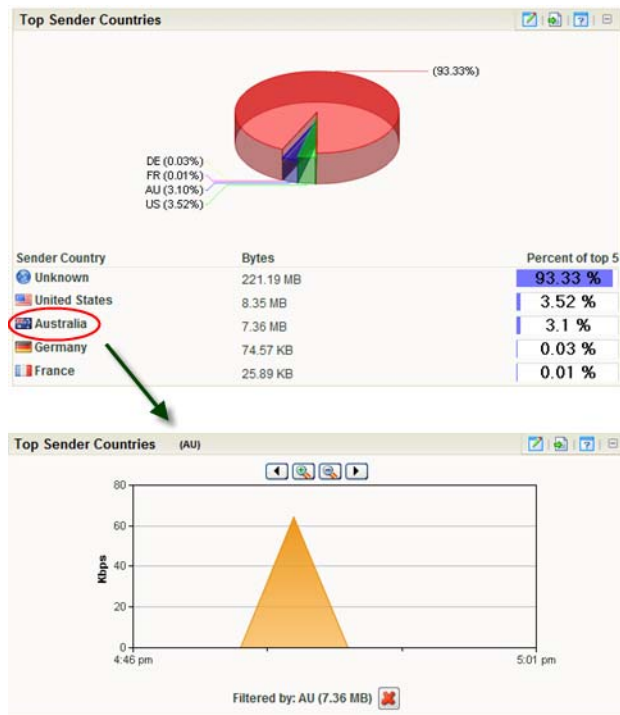 Top Sender Countries
(93.33%)
DE (0.03%)
FR (0.01%)
AU (3.10%)
US (3.52%)
Sender Country Bytes Percent of top 5
Unknown 221.19 MB 93.33 %
United States 8.35 MB 3.52 %
Australia 7.36 MB 3.1 %
Germany 74.57 KB 0.03 %
France 25.89 KB 0.01 %
Top Sender Countries (AU)
80
60
Kbps
40
20
0
4:46 pm 5:01 pm
Filtered by: AU (7.36 MB)